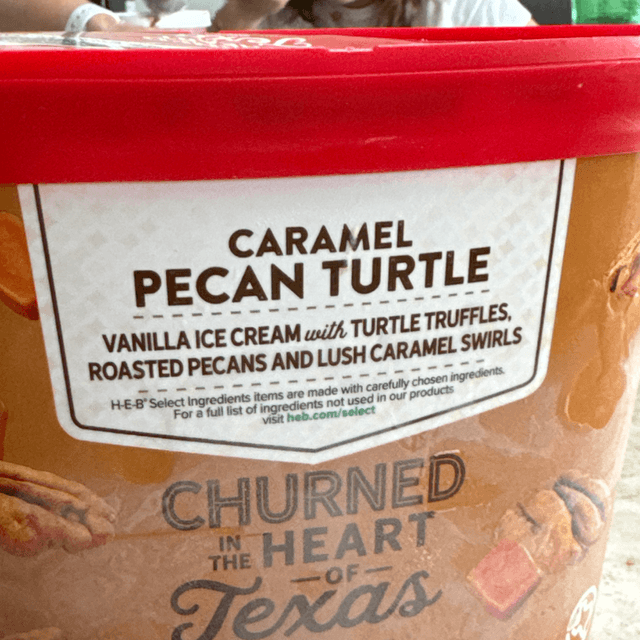 CARAMEL
PECAN TURTLE
VANILLA ICE CREAM with TURTLE TRUFFLES,
ROASTED PECANS AND LUSH CARAMEL SWIRLS
H-E-B® Select Ingredients items are made with carefully chosen ingredients.
For a full list of ingredients not used in our products
visit heb.com/select
CHURNED
IN THE HEART
OF
Texas